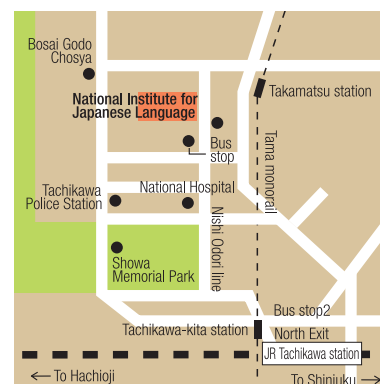 Bosai Godo
Chosya
National Institute for
Japanese Language
Takamatsu station
Bus
stop
Tama monorail
National Hospital
Tachikawa
Police Station
Nishi Odori line
Showa
Memorial Park
Bus stop2
Tachikawa-kita station
North Exit
JR Tachikawa station
← To Hachioji
To Shinjuku →